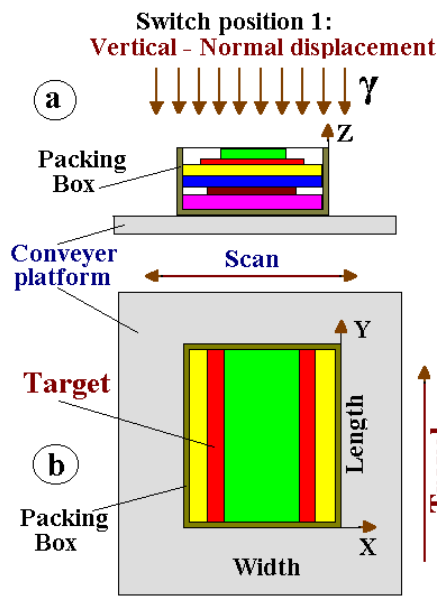 Switch position 1:
Vertical - Normal displacement
a
γ
Z
Packing
Box
Conveyer
platform
Scan
Y
Target
Length
b
Packing
Box
X
Width